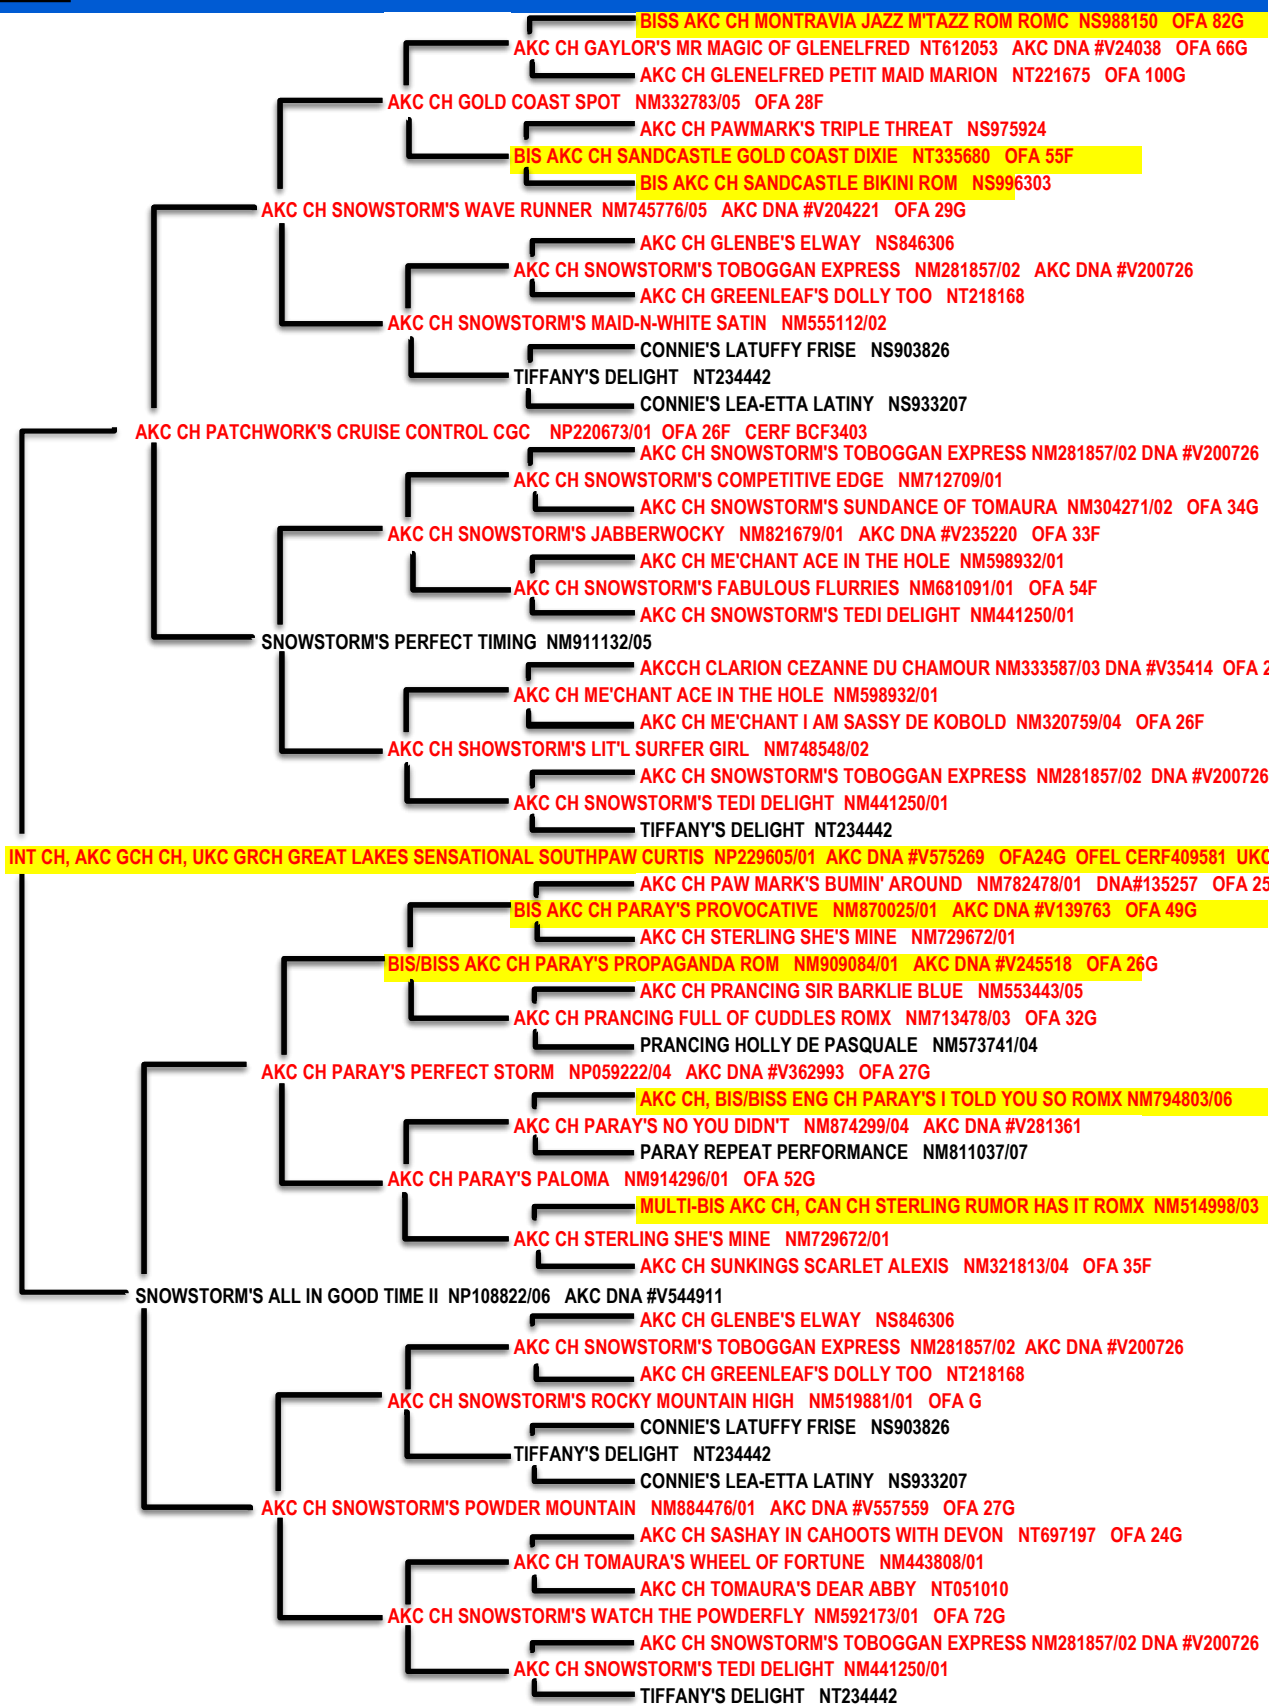 BISS AKC CH MONTRAVIA JAZZ M'TAZZ ROM ROMC NS988150 OFA 82G
AKC CH GAYLOR'S MR MAGIC OF GLENELFRED NT612053 AKC DNA #V24038 OFA 66G
AKC CH GLENELFRED PETIT MAID MARION NT221675 OFA 100G
AKC CH GOLD COAST SPOT NM332783/05 OFA 28F
AKC CH PAWMARK'S TRIPLE THREAT NS975924
BIS AKC CH SANDCASTLE GOLD COAST DIXIE NT335680 OFA 55F
BIS AKC CH SANDCASTLE BIKINI ROM NS996303
AKC CH SNOWSTORM'S WAVE RUNNER NM745776/05 AKC DNA #V204221 OFA 29G
AKC CH GLENBE'S ELWAY NS846306
AKC CH SNOWSTORM'S TOBOGGAN EXPRESS NM281857/02 AKC DNA #V200726
AKC CH GREENLEAF'S DOLLY TOO NT218168
AKC CH SNOWSTORM'S MAID-N-WHITE SATIN NM555112/02
CONNIE'S LATUFFY FRISE NS903826
TIFFANY'S DELIGHT NT234442
CONNIE'S LEA-ETTA LATINY NS933207
AKC CH PATCHWORK'S CRUISE CONTROL CGC NP220673/01 OFA 26F CERF BCF3403
AKC CH SNOWSTORM'S TOBOGGAN EXPRESS NM281857/02 DNA #V200726
AKC CH SNOWSTORM'S COMPETITIVE EDGE NM712709/01
AKC CH SNOWSTORM'S SUNDANCE OF TOMAURA NM304271/02 OFA 34G
AKC CH SNOWSTORM'S JABBERWOCKY NM821679/01 AKC DNA #V235220 OFA 33F
AKC CH ME'CHANT ACE IN THE HOLE NM598932/01
AKC CH SNOWSTORM'S FABULOUS FLURRIES NM681091/01 OFA 54F
AKC CH SNOWSTORM'S TEDI DELIGHT NM441250/01
SNOWSTORM'S PERFECT TIMING NM911132/05
AKCCH CLARION CEZANNE DU CHAMOUR NM333587/03 DNA #V35414 OFA 2
AKC CH ME'CHANT ACE IN THE HOLE NM598932/01
AKC CH ME'CHANT I AM SASSY DE KOBOLD NM320759/04 OFA 26F
AKC CH SHOWSTORM'S LIT'L SURFER GIRL NM748548/02
AKC CH SNOWSTORM'S TOBOGGAN EXPRESS NM281857/02 DNA #V200726
AKC CH SNOWSTORM'S TEDI DELIGHT NM441250/01
TIFFANY'S DELIGHT NT234442
INT CH, AKC GCH CH, UKC GRCH GREAT LAKES SENSATIONAL SOUTHPAW CURTIS NP229605/01 AKC DNA #V575269 OFA24G OFEL CERF409581 UKC
AKC CH PAW MARK'S BUMIN' AROUND NM782478/01 DNA#135257 OFA 25
BIS AKC CH PARAY'S PROVOCATIVE NM870025/01 AKC DNA #V139763 OFA 49G
AKC CH STERLING SHE'S MINE NM729672/01
BIS/BISS AKC CH PARAY'S PROPAGANDA ROM NM909084/01 AKC DNA #V245518 OFA 26G
AKC CH PRANCING SIR BARKLIE BLUE NM553443/05
AKC CH PRANCING FULL OF CUDDLES ROMX NM713478/03 OFA 32G
PRANCING HOLLY DE PASQUALE NM573741/04
AKC CH PARAY'S PERFECT STORM NP059222/04 AKC DNA #V362993 OFA 27G
AKC CH, BIS/BISS ENG CH PARAY'S I TOLD YOU SO ROMX NM794803/06
AKC CH PARAY'S NO YOU DIDN'T NM874299/04 AKC DNA #V281361
PARAY REPEAT PERFORMANCE NM811037/07
AKC CH PARAY'S PALOMA NM914296/01 OFA 52G
MULTI-BIS AKC CH, CAN CH STERLING RUMOR HAS IT ROMX NM514998/03
AKC CH STERLING SHE'S MINE NM729672/01
AKC CH SUNKINGS SCARLET ALEXIS NM321813/04 OFA 35F
SNOWSTORM'S ALL IN GOOD TIME II NP108822/06 AKC DNA #V544911
AKC CH GLENBE'S ELWAY NS846306
AKC CH SNOWSTORM'S TOBOGGAN EXPRESS NM281857/02 AKC DNA #V200726
AKC CH GREENLEAF'S DOLLY TOO NT218168
AKC CH SNOWSTORM'S ROCKY MOUNTAIN HIGH NM519881/01 OFA G
CONNIE'S LATUFFY FRISE NS903826
TIFFANY'S DELIGHT NT234442
CONNIE'S LEA-ETTA LATINY NS933207
AKC CH SNOWSTORM'S POWDER MOUNTAIN NM884476/01 AKC DNA #V557559 OFA 27G
AKC CH SASHAY IN CAHOOTS WITH DEVON NT697197 OFA 24G
AKC CH TOMAURA'S WHEEL OF FORTUNE NM443808/01
AKC CH TOMAURA'S DEAR ABBY NT051010
AKC CH SNOWSTORM'S WATCH THE POWDERFLY NM592173/01 OFA 72G
AKC CH SNOWSTORM'S TOBOGGAN EXPRESS NM281857/02 DNA #V200726
AKC CH SNOWSTORM'S TEDI DELIGHT NM441250/01
TIFFANY'S DELIGHT NT234442